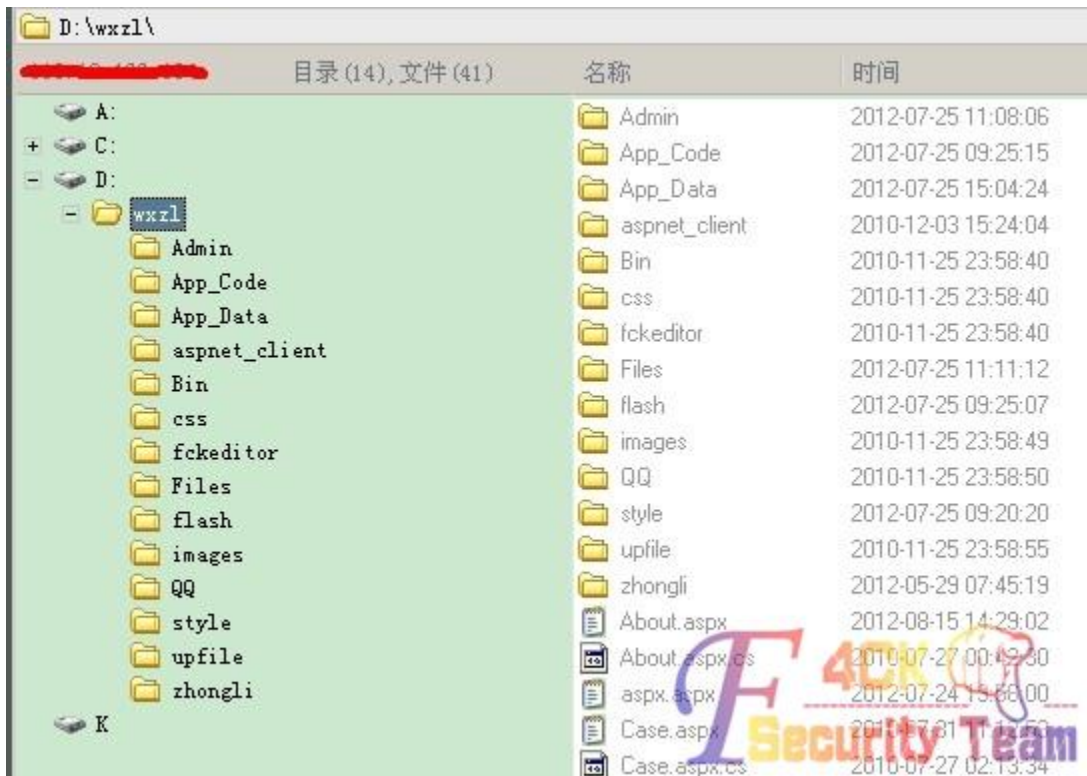 D:\wxzl\
目录(14),文件(41)
名称
时间
A:
C:
D:
wxzl
Admin
App_Code
App_Data
aspnet_client
Bin
css
fckeditor
Files
flash
images
QQ
style
upfile
zhongli
K
Admin 2012-07-25 11:08:06
App_Code 2012-07-25 09:25:15
App_Data 2012-07-25 15:04:24
aspnet_client 2010-12-03 15:24:04
Bin 2010-11-25 23:58:40
css 2010-11-25 23:58:40
fckeditor 2010-11-25 23:58:40
Files 2012-07-25 11:11:12
flash 2012-07-25 09:25:07
images 2010-11-25 23:58:49
QQ 2010-11-25 23:58:50
style 2012-07-25 09:20:20
upfile 2010-11-25 23:58:55
zhongli 2012-05-29 07:45:19
About.aspx 2012-08-15 14:29:02
About.aspx.cs 2010-07-27
aspx.aspx 2012-07-24
Case.aspx
Case.aspx.cs 2010-07-27 02:13:34
F4CK
Security Team